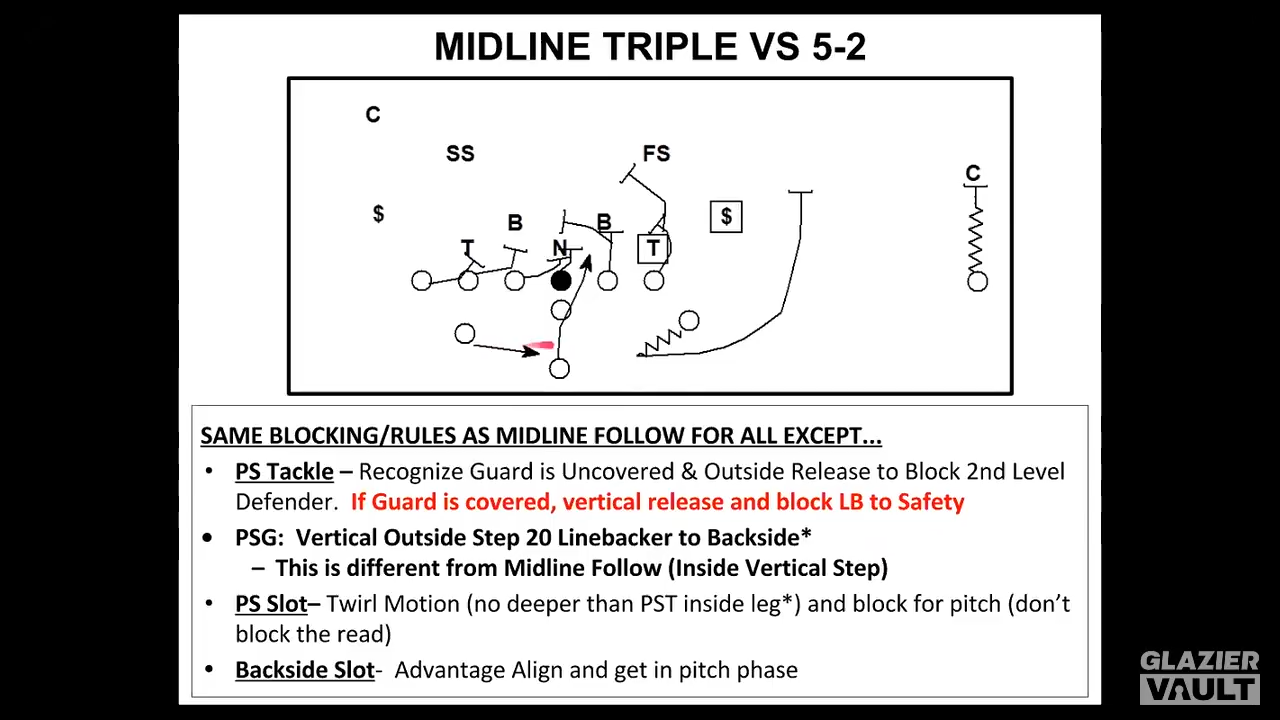 MIDLINE TRIPLE VS 5-2
C
SS FS
C
$ B B $
T N T
SAME BLOCKING/RULES AS MIDLINE FOLLOW FOR ALL EXCEPT...
• PS Tackle – Recognize Guard is Uncovered & Outside Release to Block 2nd Level
Defender. If Guard is covered, vertical release and block LB to Safety
• PSG: Vertical Outside Step 20 Linebacker to Backside*
– This is different from Midline Follow (Inside Vertical Step)
• PS Slot– Twirl Motion (no deeper than PST inside leg*) and block for pitch (don't
block the read)
• Backside Slot- Advantage Align and get in pitch phase
GLAZIER
VAULT